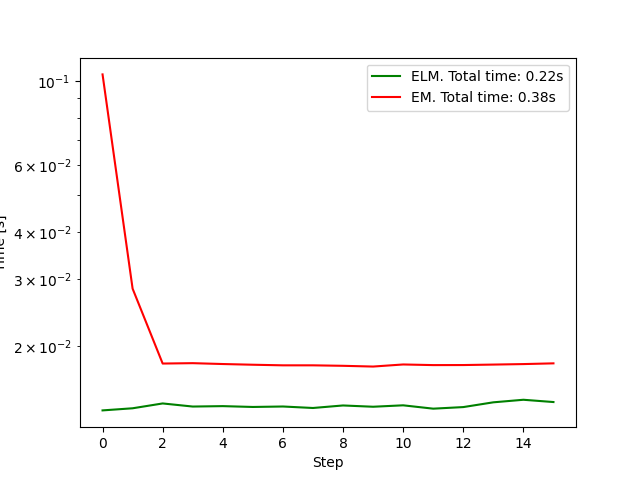 ELM. Total time: 0.22s
EM. Total time: 0.38s
10⁻¹
6 × 10⁻²
4 × 10⁻²
3 × 10⁻²
2 × 10⁻²
0 2 4 6 8 10 12 14
Step